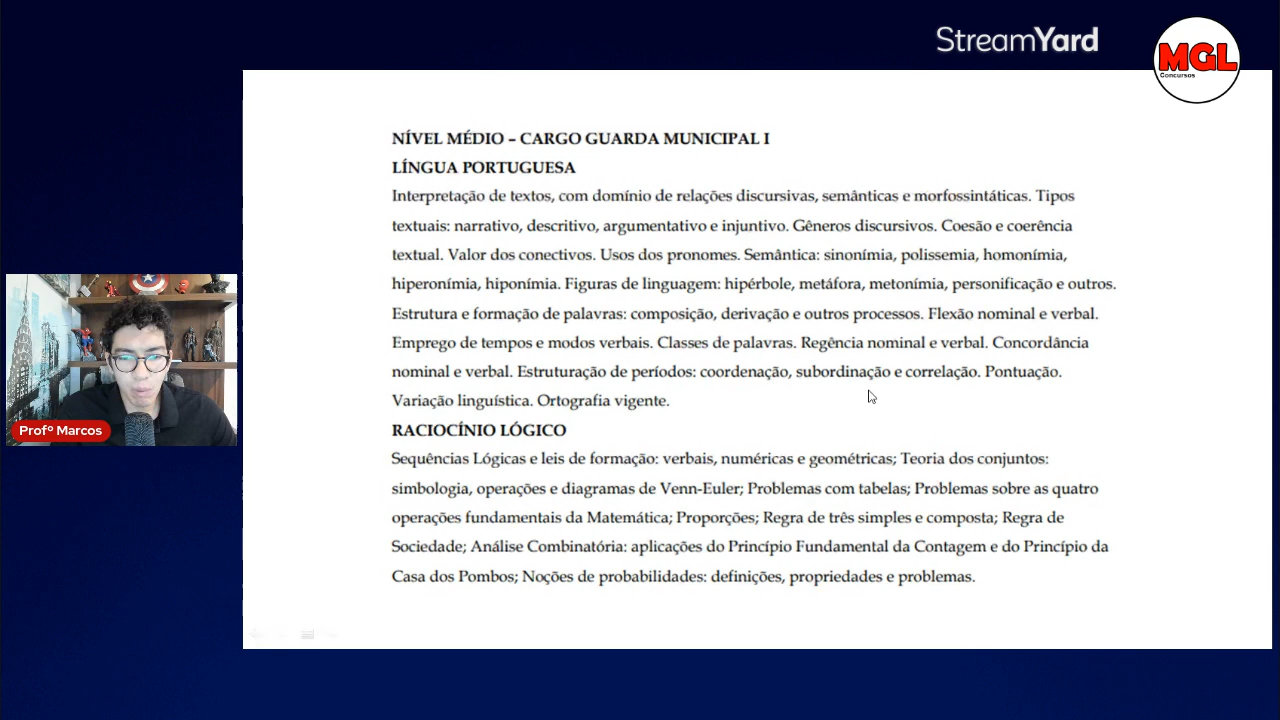 StreamYard
MGL
Concursos
NÍVEL MÉDIO – CARGO GUARDA MUNICIPAL I
LÍNGUA PORTUGUESA
Interpretação de textos, com domínio de relações discursivas, semânticas e morfossintáticas. Tipos
textuais: narrativo, descritivo, argumentativo e injuntivo. Gêneros discursivos. Coesão e coerência
textual. Valor dos conectivos. Usos dos pronomes. Semântica: sinonímia, polissemia, homonímia,
hiperonímia, hiponímia. Figuras de linguagem: hipérbole, metáfora, metonímia, personificação e outros.
Estrutura e formação de palavras: composição, derivação e outros processos. Flexão nominal e verbal.
Emprego de tempos e modos verbais. Classes de palavras. Regência nominal e verbal. Concordância
nominal e verbal. Estruturação de períodos: coordenação, subordinação e correlação. Pontuação.
Variação linguística. Ortografia vigente.
RACIOCÍNIO LÓGICO
Sequências Lógicas e leis de formação: verbais, numéricas e geométricas; Teoria dos conjuntos:
simbologia, operações e diagramas de Venn-Euler; Problemas com tabelas; Problemas sobre as quatro
operações fundamentais da Matemática; Proporções; Regra de três simples e composta; Regra de
Sociedade; Análise Combinatória: aplicações do Princípio Fundamental da Contagem e do Princípio da
Casa dos Pombos; Noções de probabilidades: definições, propriedades e problemas.
Profº Marcos